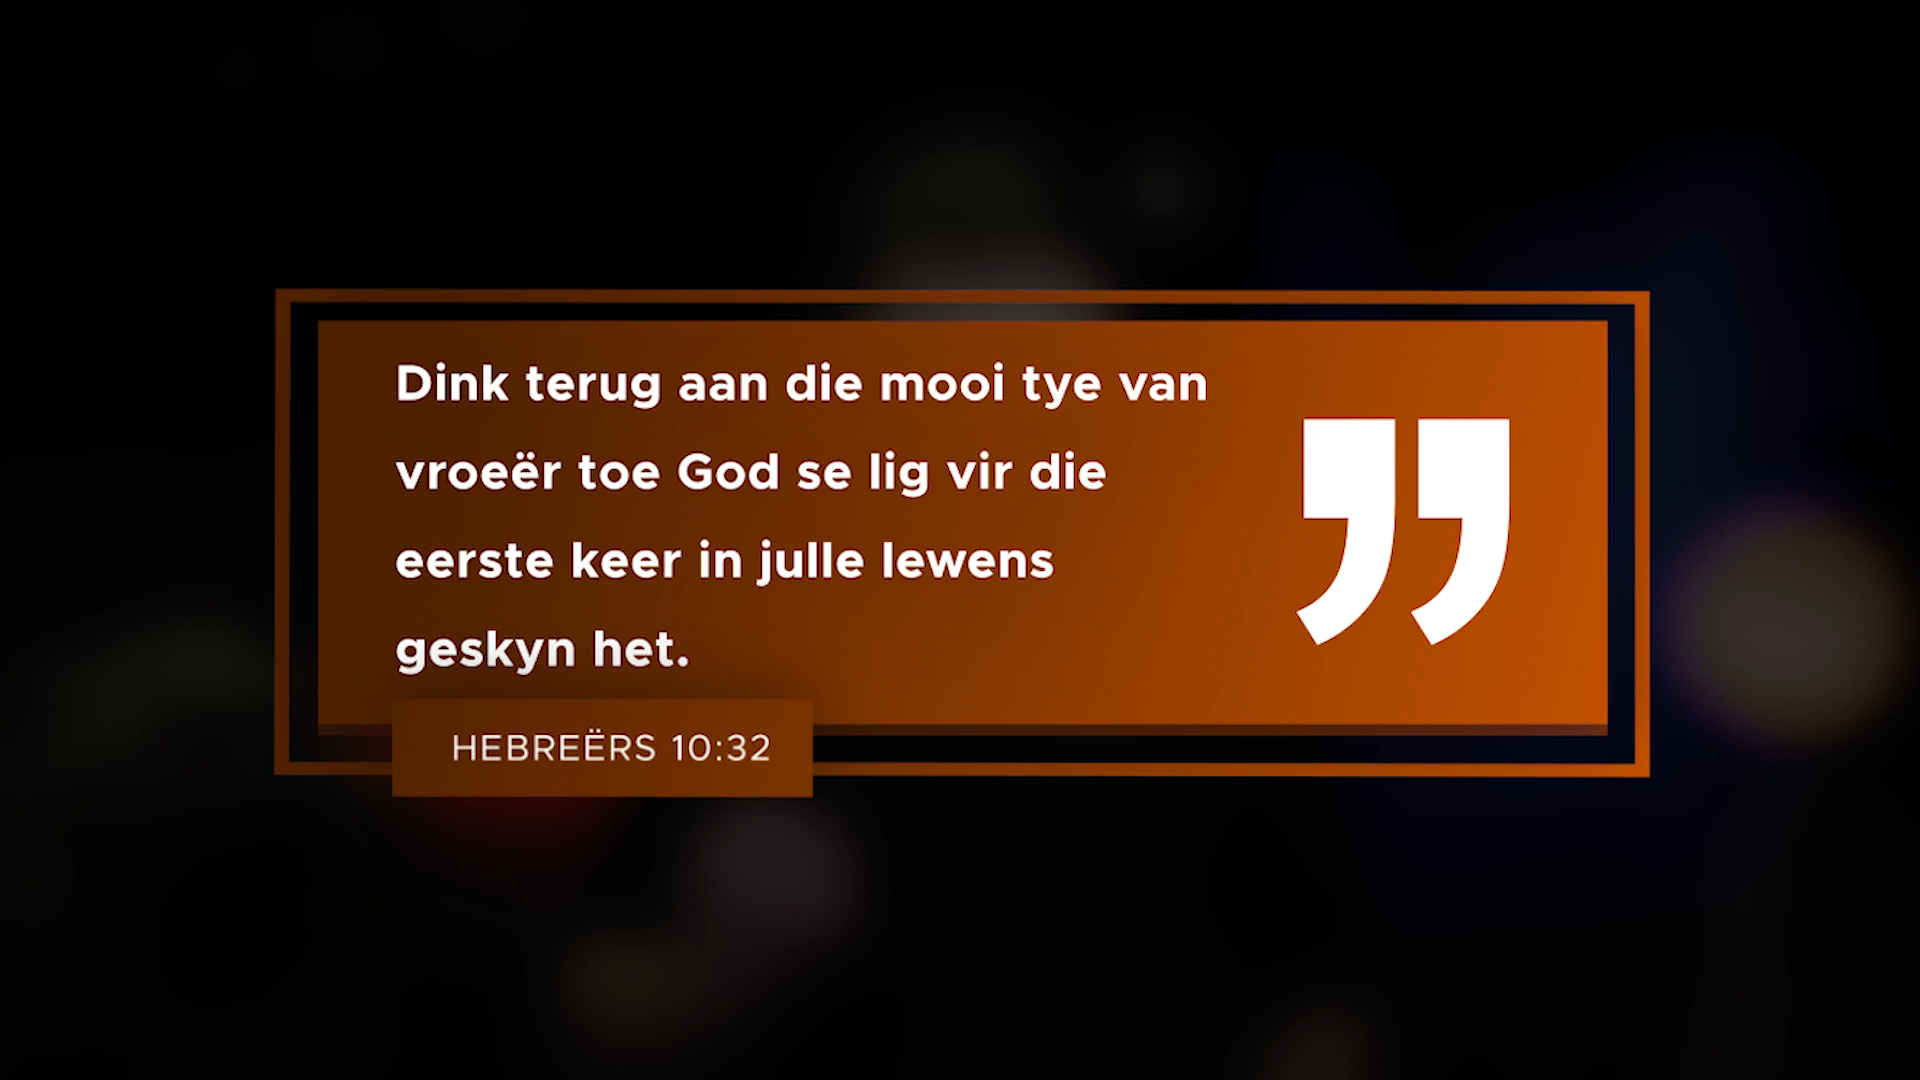 Dink terug aan die mooi tye van
vroeër toe God se lig vir die
eerste keer in julle lewens
geskyn het.
HEBREËRS 10:32